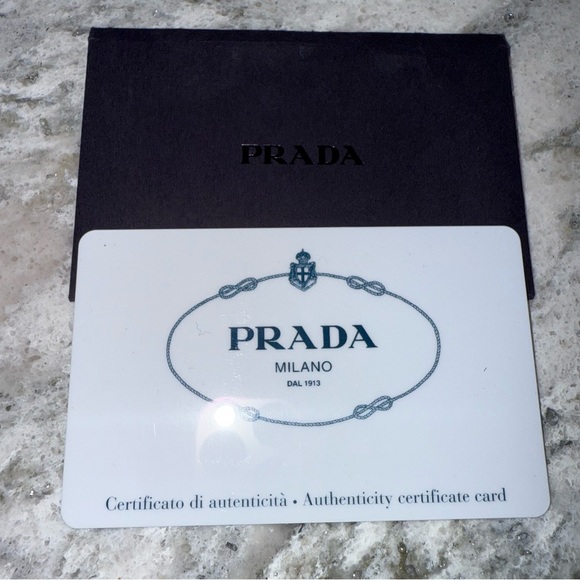 PRADA
PRADA
MILANO
DAL 1913
Certificato di autenticità • Authenticity certificate card